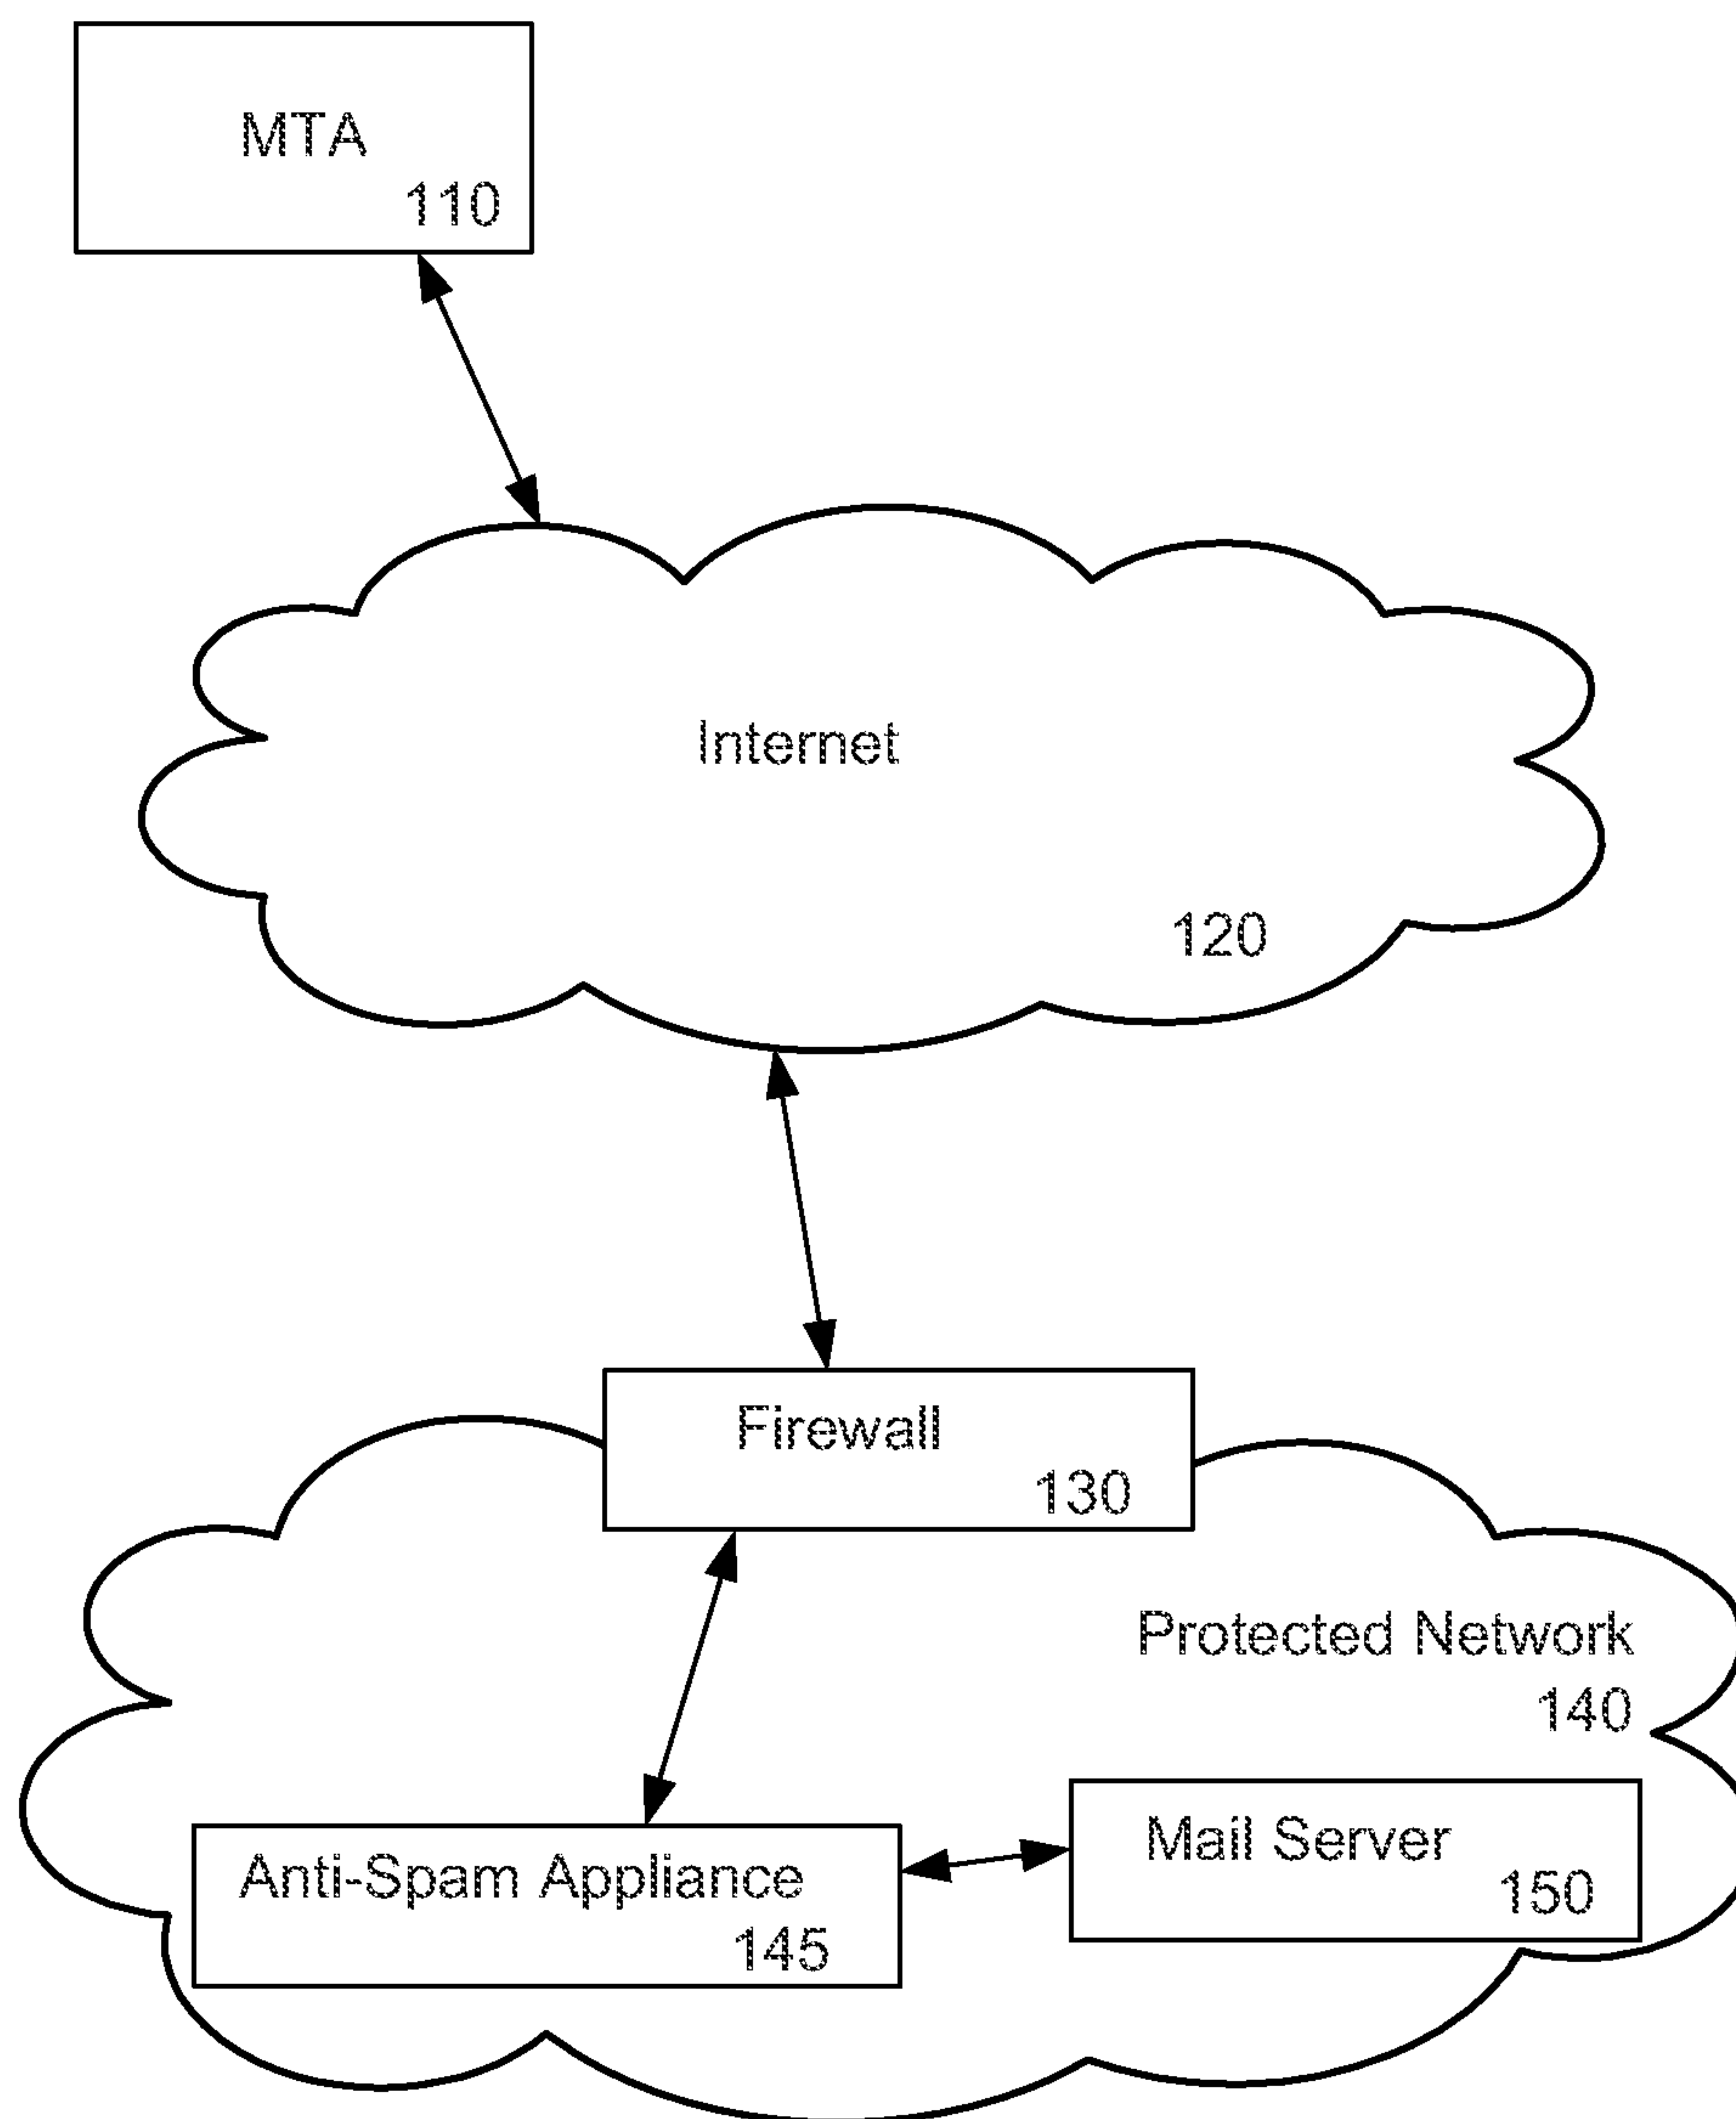 MTA
110
Internet
120
Firewall
130
Protected Network
140
Mail Server
150
Anti-Spam Appliance
145